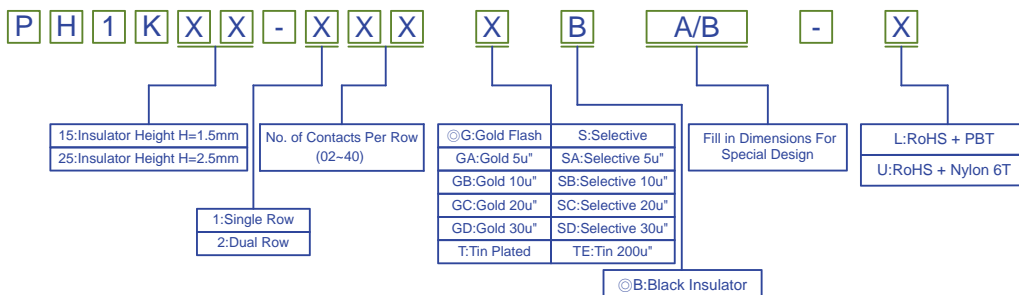 P H 1 K X X - X X X X B A/B - X
15:Insulator Height H=1.5mm
25:Insulator Height H=2.5mm
1:Single Row
2:Dual Row
No. of Contacts Per Row
(02~40)
◎G:Gold Flash S:Selective
GA:Gold 5u" SA:Selective 5u"
GB:Gold 10u" SB:Selective 10u"
GC:Gold 20u" SC:Selective 20u"
GD:Gold 30u" SD:Selective 30u"
T:Tin Plated TE:Tin 200u"
◎B:Black Insulator
Fill in Dimensions For
Special Design
L:RoHS + PBT
U:RoHS + Nylon 6T